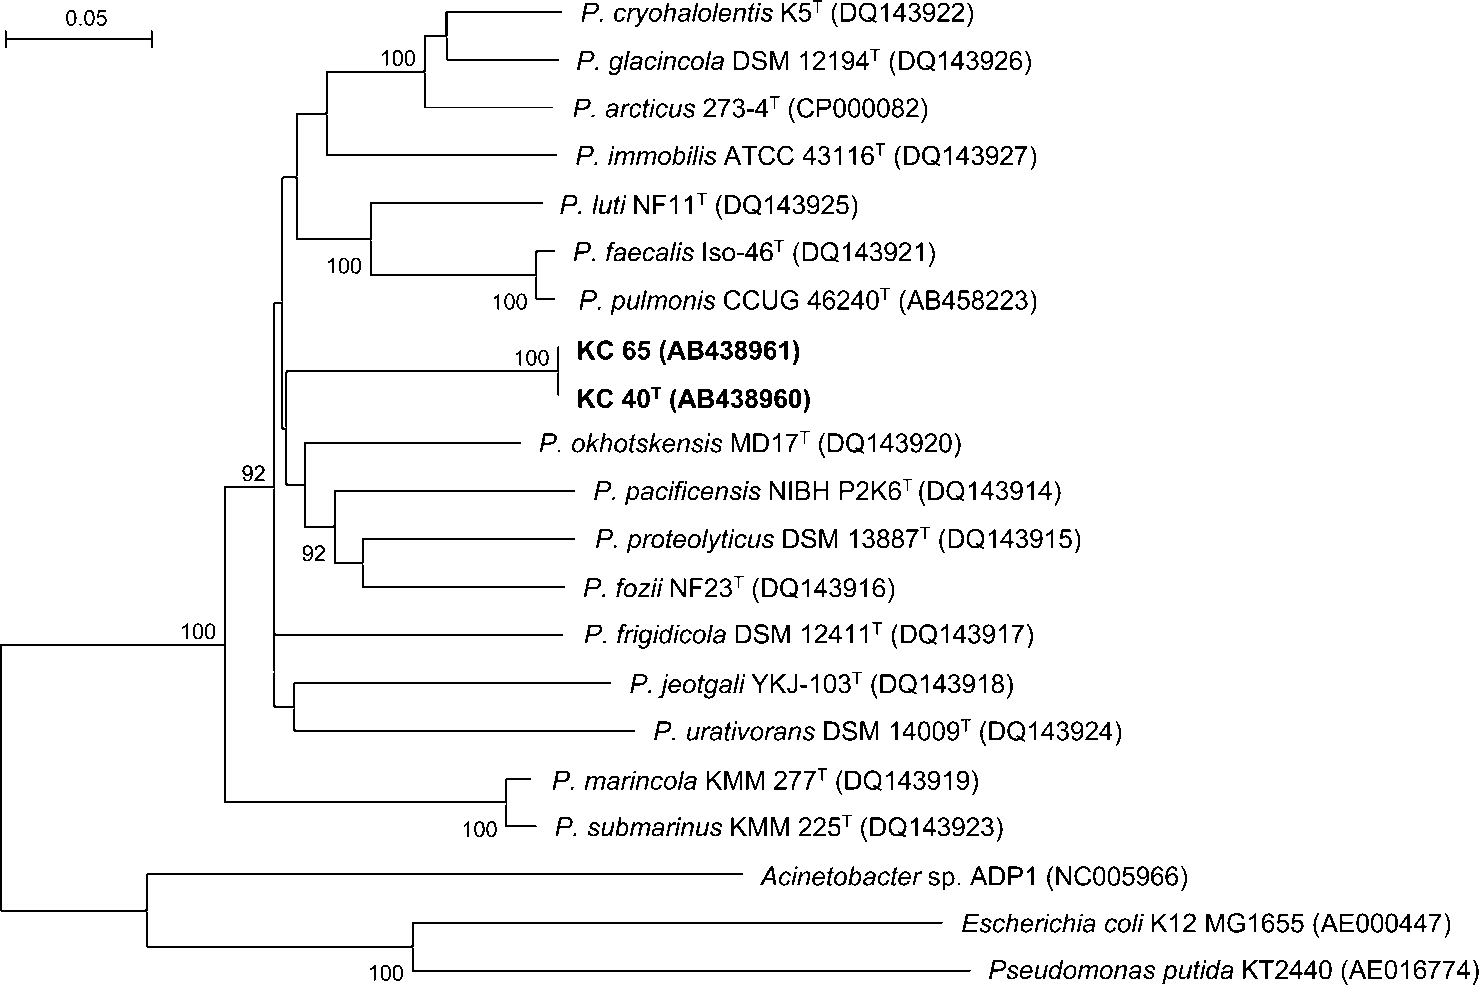 0.05
P. cryohalolentis K5ᵀ (DQ143922)
100
P. glacincola DSM 12194ᵀ (DQ143926)
P. arcticus 273-4ᵀ (CP000082)
P. immobilis ATCC 43116ᵀ (DQ143927)
P. luti NF11ᵀ (DQ143925)
P. faecalis Iso-46ᵀ (DQ143921)
100
P. pulmonis CCUG 46240ᵀ (AB458223)
100
KC 65 (AB438961)
100
KC 40ᵀ (AB438960)
P. okhotskensis MD17ᵀ (DQ143920)
92
P. pacificensis NIBH P2K6ᵀ (DQ143914)
P. proteolyticus DSM 13887ᵀ (DQ143915)
92
P. fozii NF23ᵀ (DQ143916)
100
P. frigidicola DSM 12411ᵀ (DQ143917)
P. jeotgali YKJ-103ᵀ (DQ143918)
P. urativorans DSM 14009ᵀ (DQ143924)
P. marincola KMM 277ᵀ (DQ143919)
100
P. submarinus KMM 225ᵀ (DQ143923)
Acinetobacter sp. ADP1 (NC005966)
Escherichia coli K12 MG1655 (AE000447)
100
Pseudomonas putida KT2440 (AE016774)